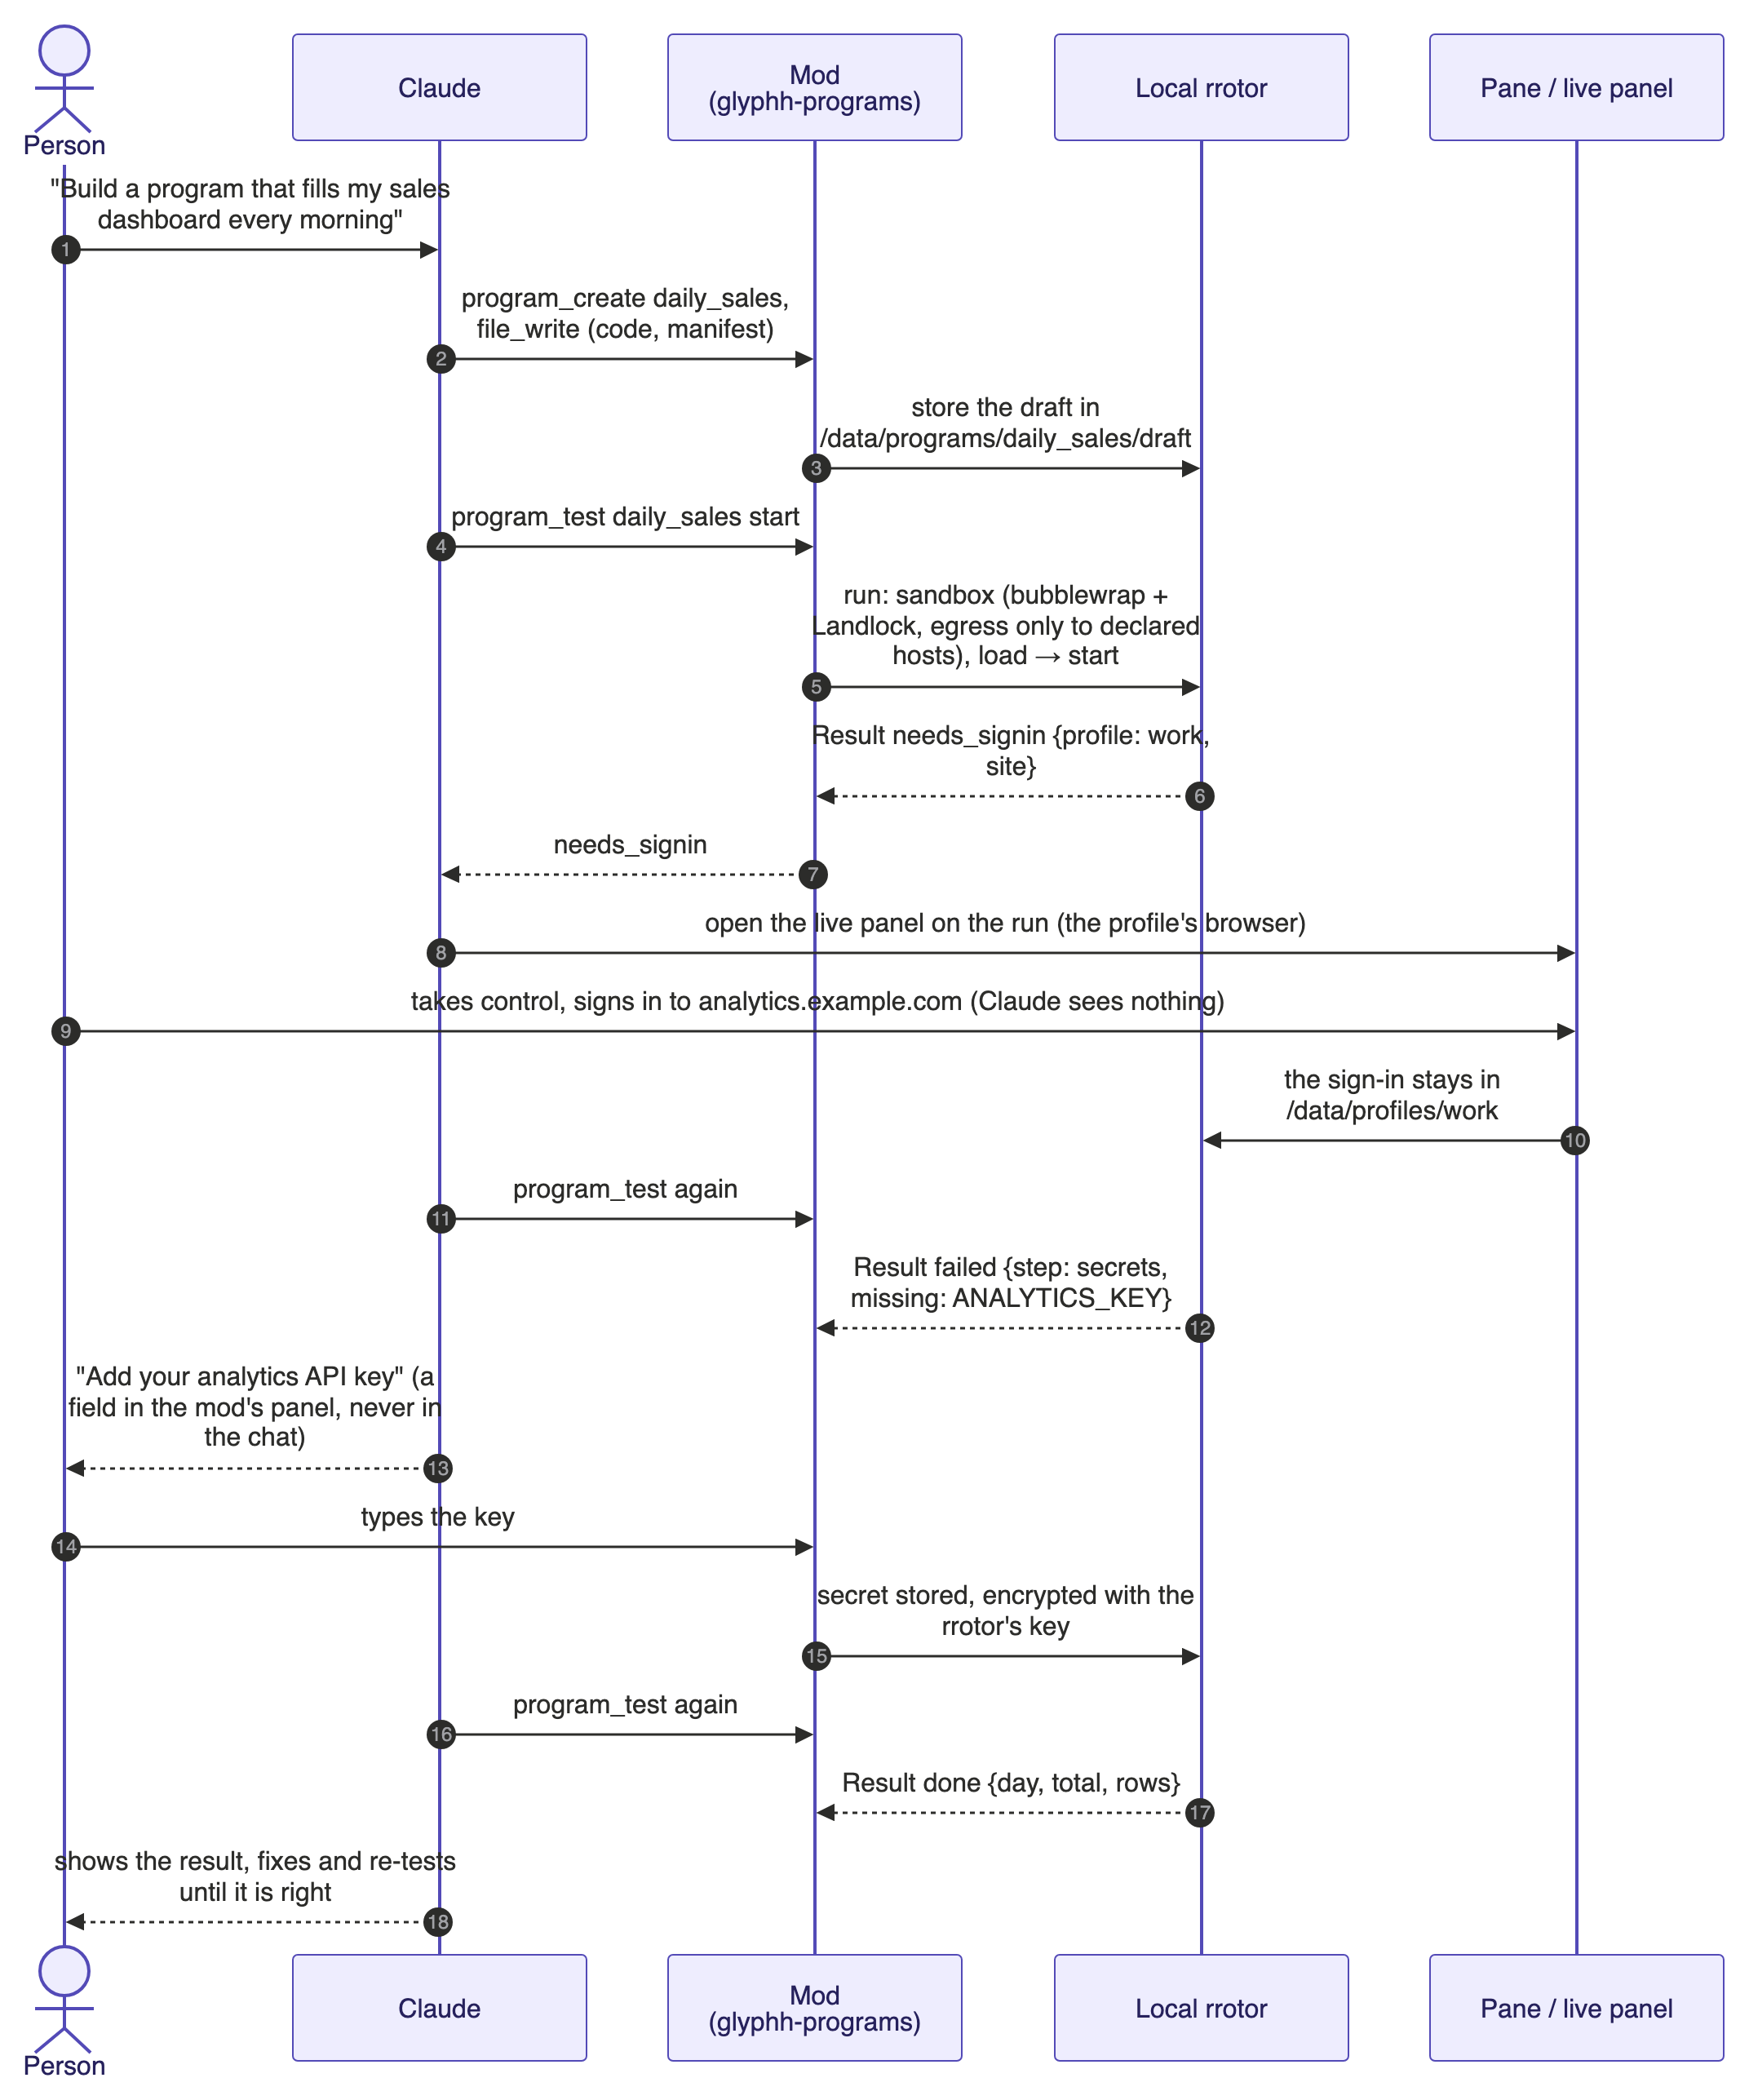 Person
Claude
Mod
(glyphh-programs)
Local rrotor
Pane / live panel
"Build a program that fills my sales
dashboard every morning"
1
program_create daily_sales,
file_write (code, manifest)
2
store the draft in
/data/programs/daily_sales/draft
3
program_test daily_sales start
4
run: sandbox (bubblewrap +
Landlock, egress only to declared
hosts), load → start
5
Result needs_signin {profile: work,
site}
6
needs_signin
7
open the live panel on the run (the profile's browser)
8
takes control, signs in to analytics.example.com (Claude sees nothing)
9
the sign-in stays in
/data/profiles/work
10
program_test again
11
Result failed {step: secrets,
missing: ANALYTICS_KEY}
12
"Add your analytics API key" (a
field in the mod's panel, never in
the chat)
13
types the key
14
secret stored, encrypted with the
rrotor's key
15
program_test again
16
Result done {day, total, rows}
17
shows the result, fixes and re-tests
until it is right
18
Person
Claude
Mod
(glyphh-programs)
Local rrotor
Pane / live panel